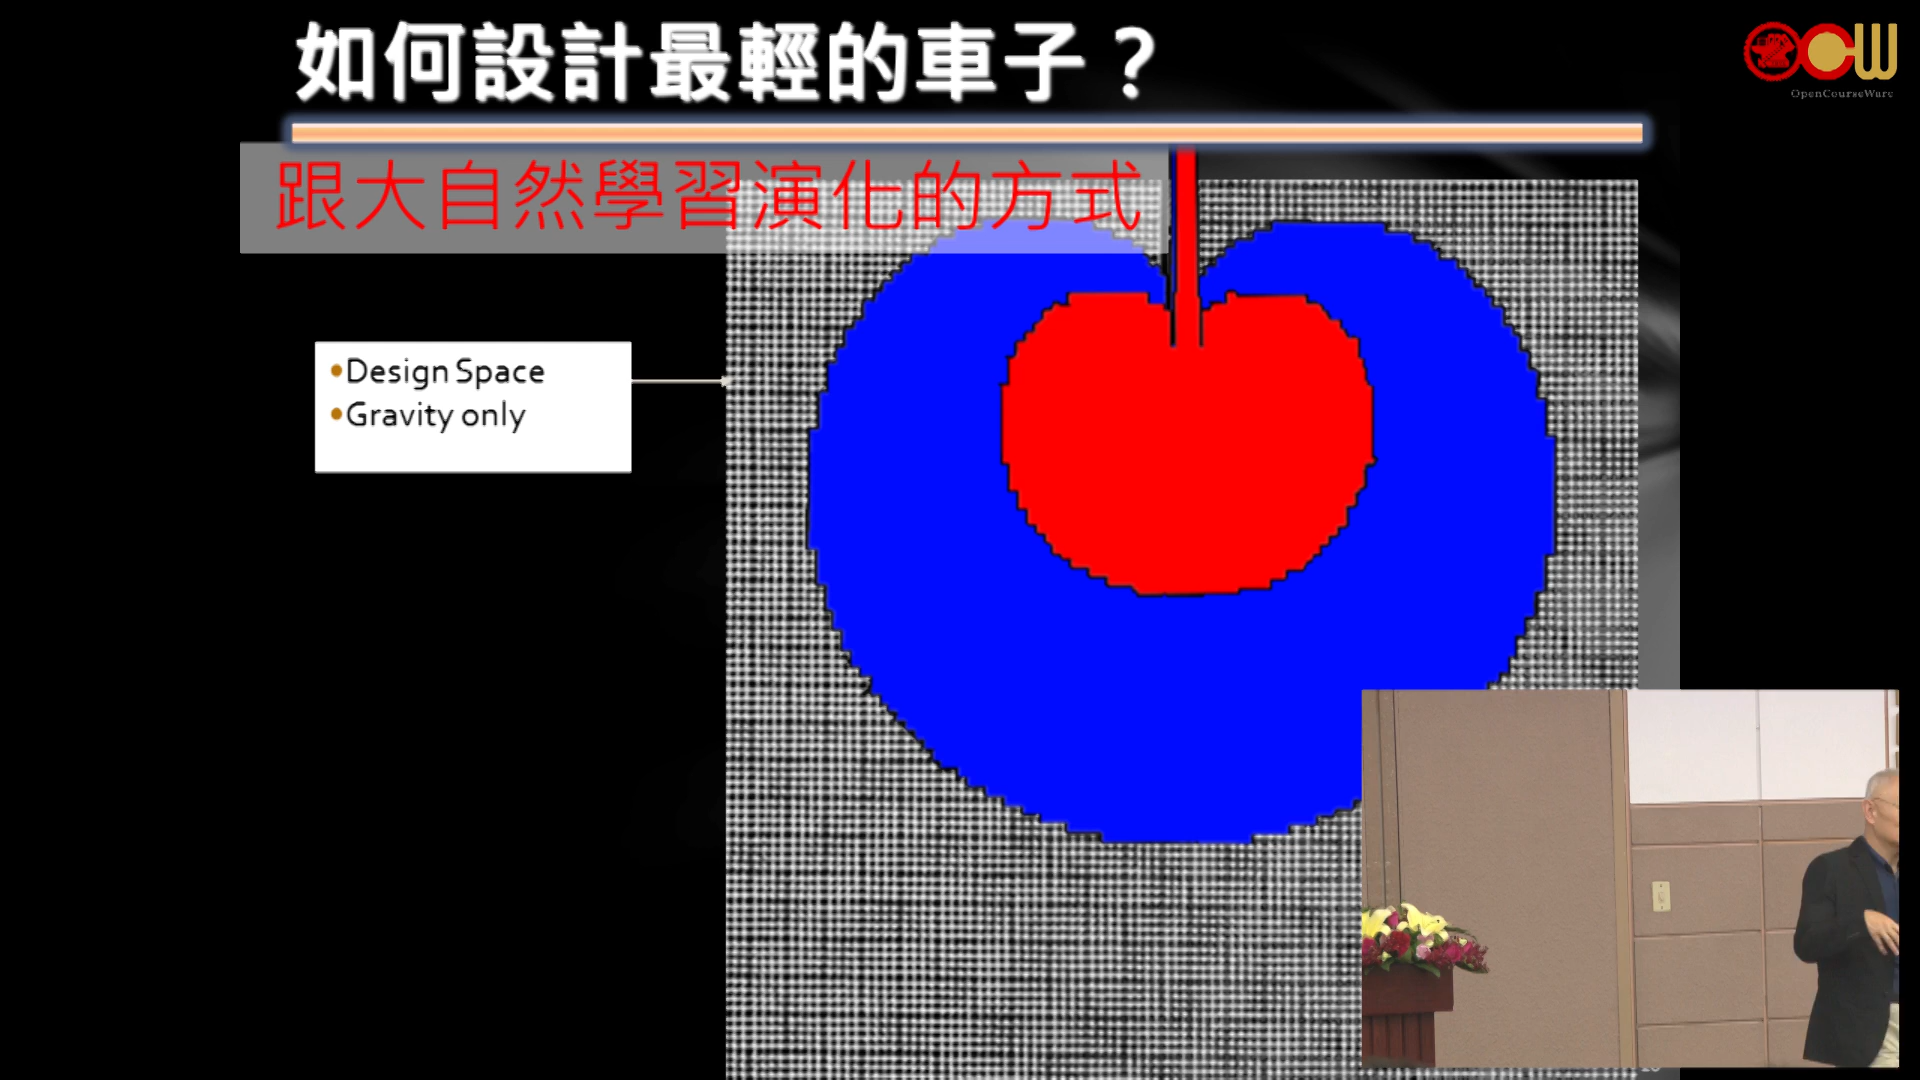 如何設計最輕的車子？
OpenCourseWare
跟大自然學習演化的方式
•Design Space
•Gravity only